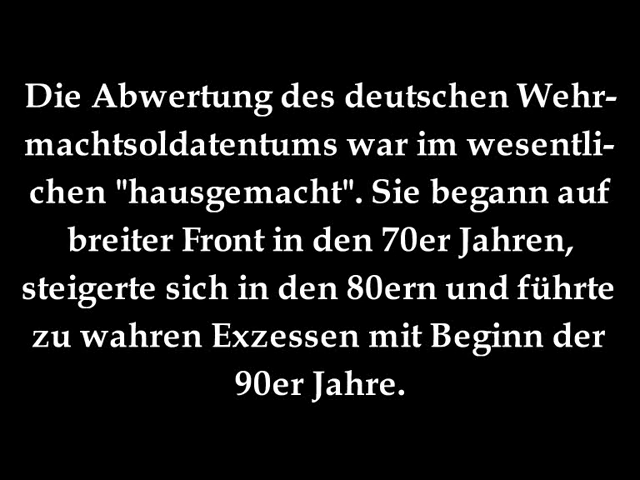 Die Abwertung des deutschen Wehr-
machtsoldatentums war im wesentli-
chen "hausgemacht". Sie begann auf
breiter Front in den 70er Jahren,
steigerte sich in den 80ern und führte
zu wahren Exzessen mit Beginn der
90er Jahre.